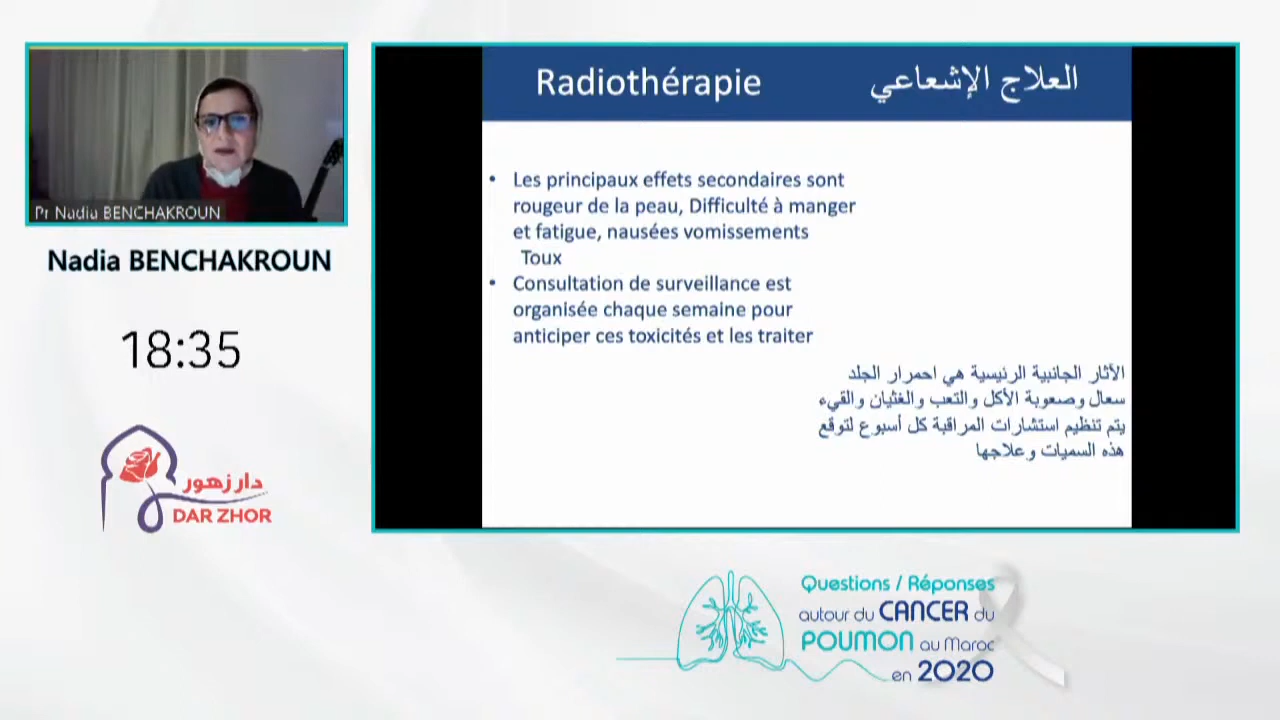 Pr Nadia BENCHAKROUN
Nadia BENCHAKROUN
18:35
دار زهور
DAR ZHOR
Radiothérapie
العلاج الإشعاعي
• Les principaux effets secondaires sont
rougeur de la peau, Difficulté à manger
et fatigue, nausées vomissements
Toux
• Consultation de surveillance est
organisée chaque semaine pour
anticiper ces toxicités et les traiter
الآثار الجانبية الرئيسية هي احمرار الجلد
سعال وصعوبة الأكل والتعب والغثيان والقيء
يتم تنظيم استشارات المراقبة كل أسبوع لتوقع
هذه السميات وعلاجها
Questions / Réponses
autour du CANCER du
POUMON au Maroc
en 2020